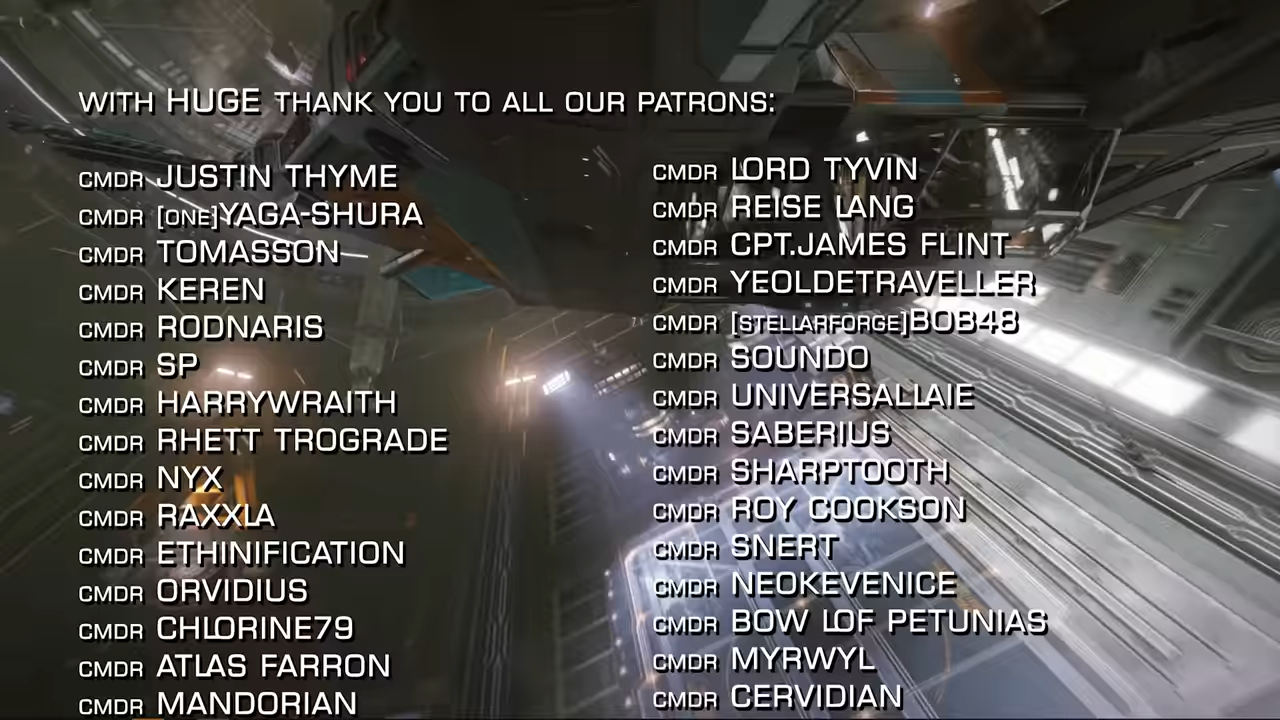 WITH HUGE THANK YOU TO ALL OUR PATRONS:
CMDR JUSTIN THYME
CMDR [ONE]YAGA-SHURA
CMDR TOMASSON
CMDR KEREN
CMDR RODNARIS
CMDR SP
CMDR HARRYWRAITH
CMDR RHETT TROGRADE
CMDR NYX
CMDR RAXXLA
CMDR ETHINIFICATION
CMDR ORVIDIUS
CMDR CHLORINE79
CMDR ATLAS FARRON
CMDR MANDORIAN
CMDR LORD TYVIN
CMDR REISE LANG
CMDR CPT.JAMES FLINT
CMDR YEOLDETRAVELLER
CMDR [STELLARFORGE]BOB48
CMDR SOUNDO
CMDR UNIVERSALLAIE
CMDR SABERIUS
CMDR SHARPTOOTH
CMDR ROY COOKSON
CMDR SNERT
CMDR NEOKEVENICE
CMDR BOW LOF PETUNIAS
CMDR MYRWYL
CMDR CERVIDIAN